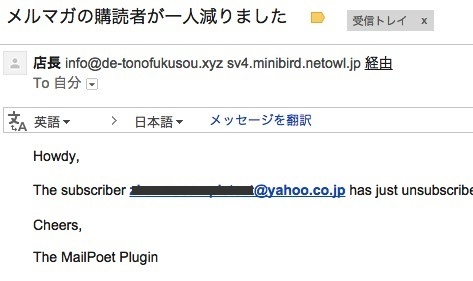 メルマガの購読者が一人減りました
受信トレイ x
店長 info@de-tonofukusou.xyz sv4.minibird.netowl.jp 経由
To 自分
英語 > 日本語 メッセージを翻訳
Howdy,
The subscriber @yahoo.co.jp has just unsubscribe
Cheers,
The MailPoet Plugin